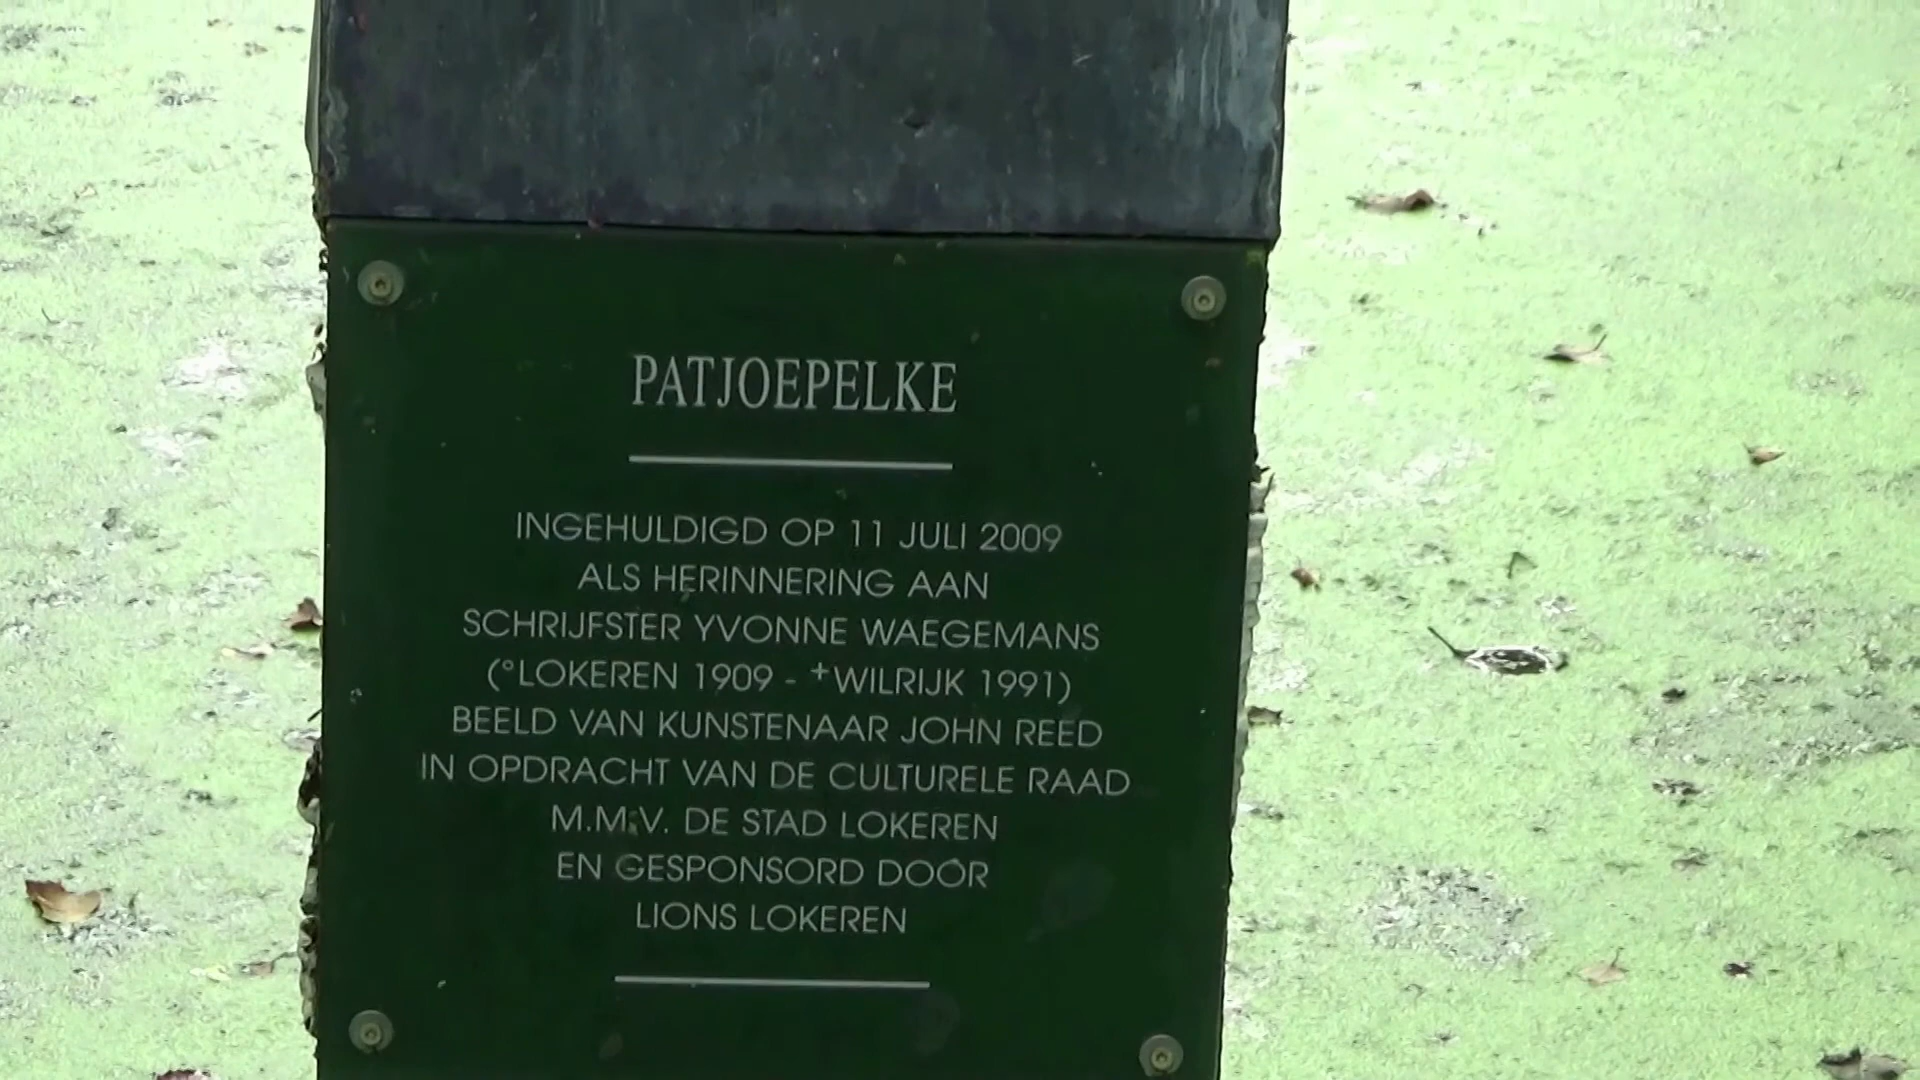 PATJOEPELKE
INGEHULDIGD OP 11 JULI 2009
ALS HERINNERING AAN
SCHRIJFSTER YVONNE WAEGEMANS
(°LOKEREN 1909 - +WILRIJK 1991)
BEELD VAN KUNSTENAAR JOHN REED
IN OPDRACHT VAN DE CULTURELE RAAD
M.M.V. DE STAD LOKEREN
EN GESPONSORD DOOR
LIONS LOKEREN